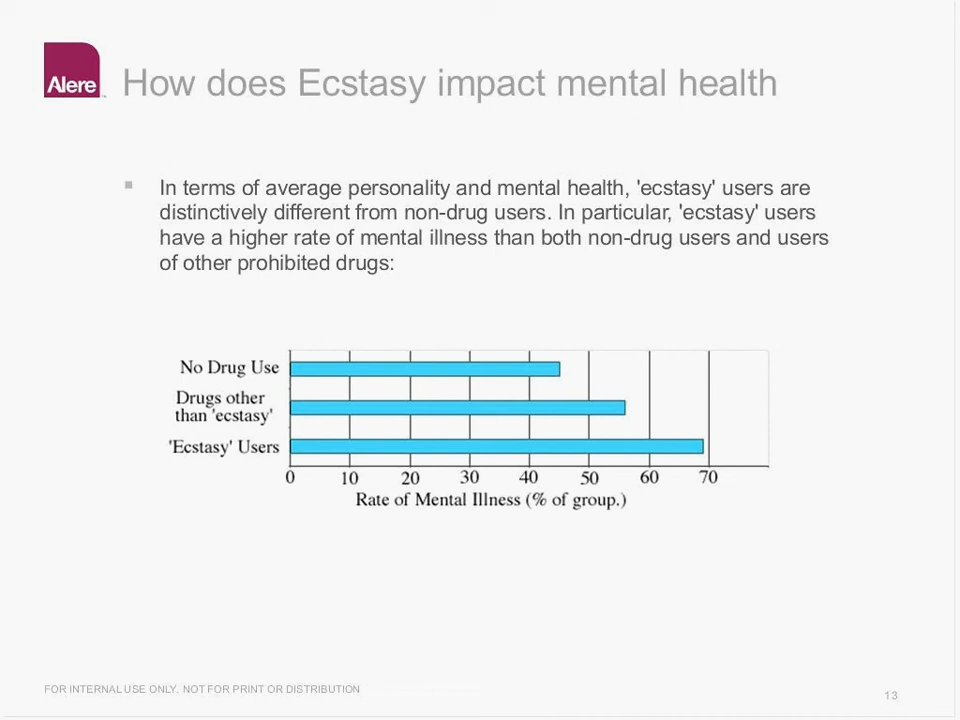 Alere
How does Ecstasy impact mental health
In terms of average personality and mental health, 'ecstasy' users are
distinctively different from non-drug users. In particular, 'ecstasy' users
have a higher rate of mental illness than both non-drug users and users
of other prohibited drugs:
No Drug Use
Drugs other
than 'ecstasy'
'Ecstasy' Users
0 10 20 30 40 50 60 70
Rate of Mental Illness (% of group.)
FOR INTERNAL USE ONLY. NOT FOR PRINT OR DISTRIBUTION
13